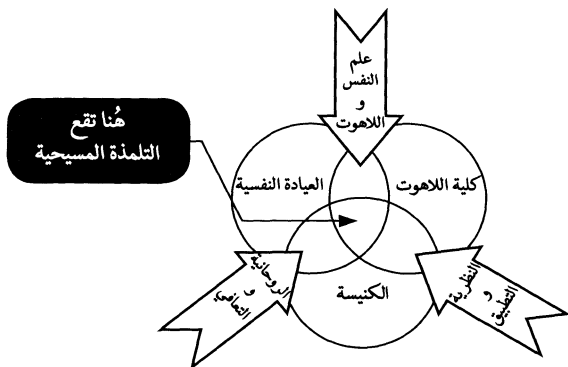 علم
النفس
و
اللاهوت
هُنا تقع
التلمذة المسيحية
العيادة النفسية
كلية اللاهوت
الروحانية
و
التعافي
الكنيسة
النظرية
و
التطبيق